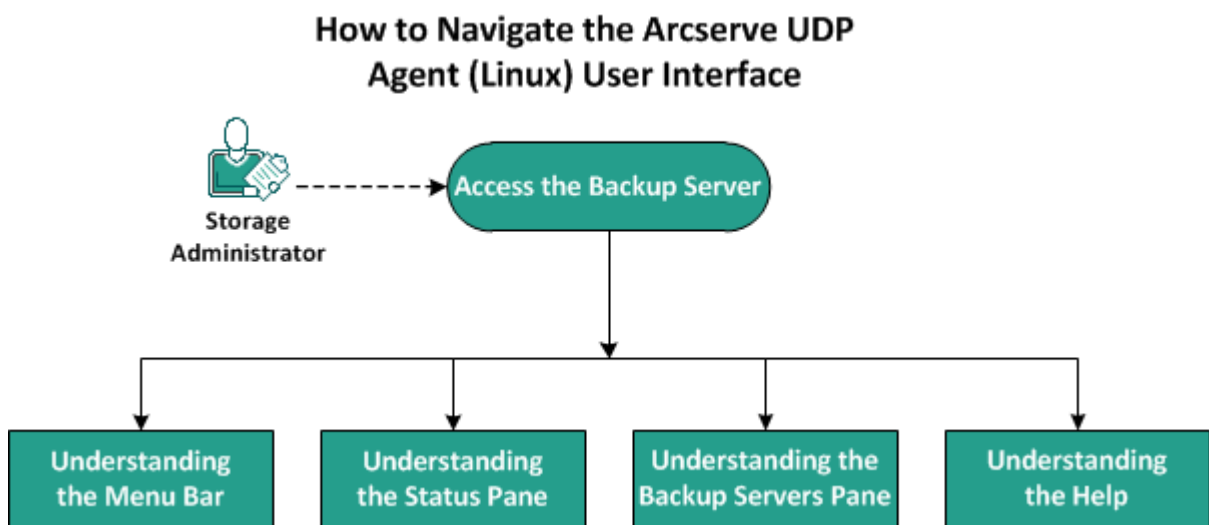 How to Navigate the Arcserve UDP
Agent (Linux) User Interface
Access the Backup Server
Storage
Administrator
Understanding
the Menu Bar
Understanding
the Status Pane
Understanding the
Backup Servers Pane
Understanding
the Help